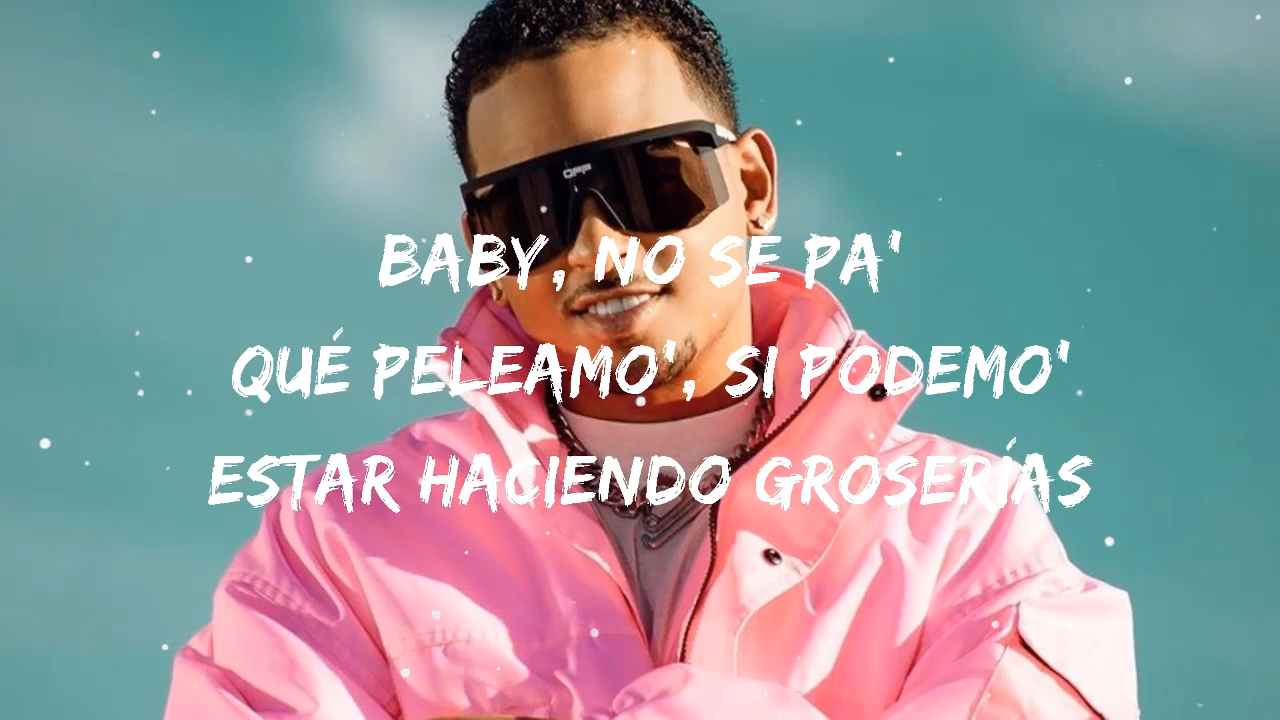 OFF
BABY, NO SE PA'
QUÉ PELEAMO', SI PODEMO'
ESTAR HACIENDO GROSERÍAS